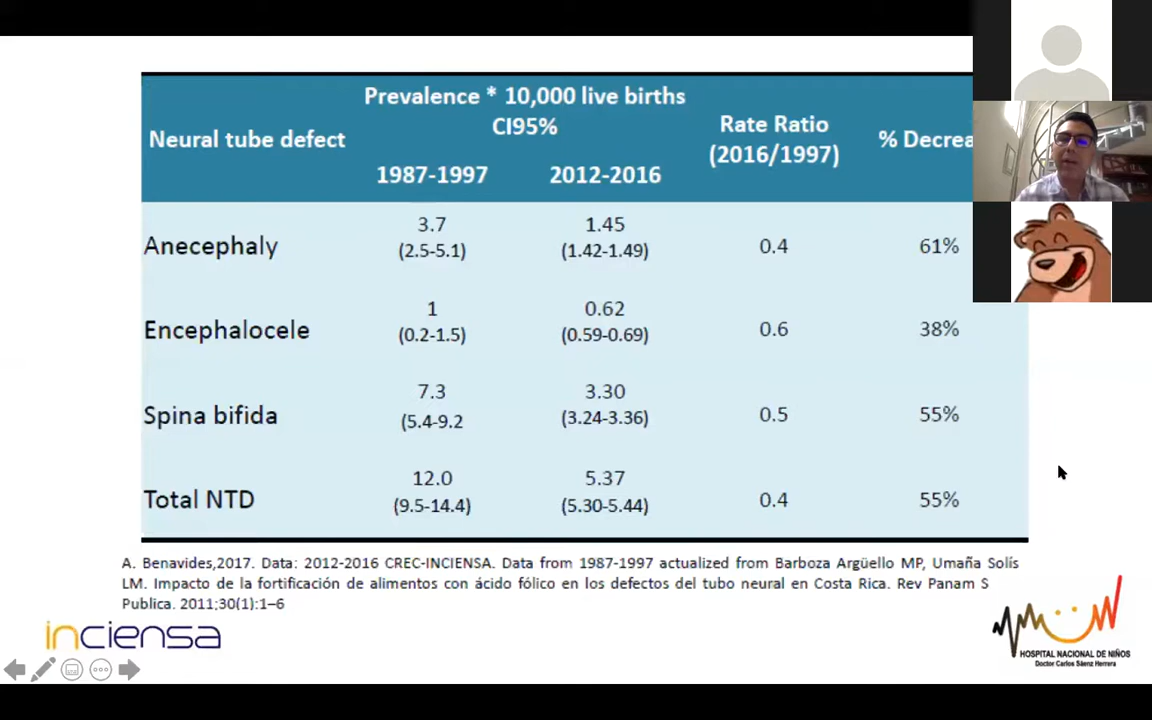 Prevalence * 10,000 live births
CI95%
Neural tube defect
1987-1997
2012-2016
Rate Ratio
(2016/1997)
% Decrea
Anecephaly
3.7
(2.5-5.1)
1.45
(1.42-1.49)
0.4
61%
Encephalocele
1
(0.2-1.5)
0.62
(0.59-0.69)
0.6
38%
Spina bifida
7.3
(5.4-9.2
3.30
(3.24-3.36)
0.5
55%
Total NTD
12.0
(9.5-14.4)
5.37
(5.30-5.44)
0.4
55%
A. Benavides,2017. Data: 2012-2016 CREC-INCIENSA. Data from 1987-1997 actualized from Barboza Argüello MP, Umaña Solís
LM. Impacto de la fortificación de alimentos con ácido fólico en los defectos del tubo neural en Costa Rica. Rev Panam S
Publica. 2011;30(1):1–6
inciensa
HOSPITAL NACIONAL DE NIÑOS
Doctor Carlos Sáenz Herrera